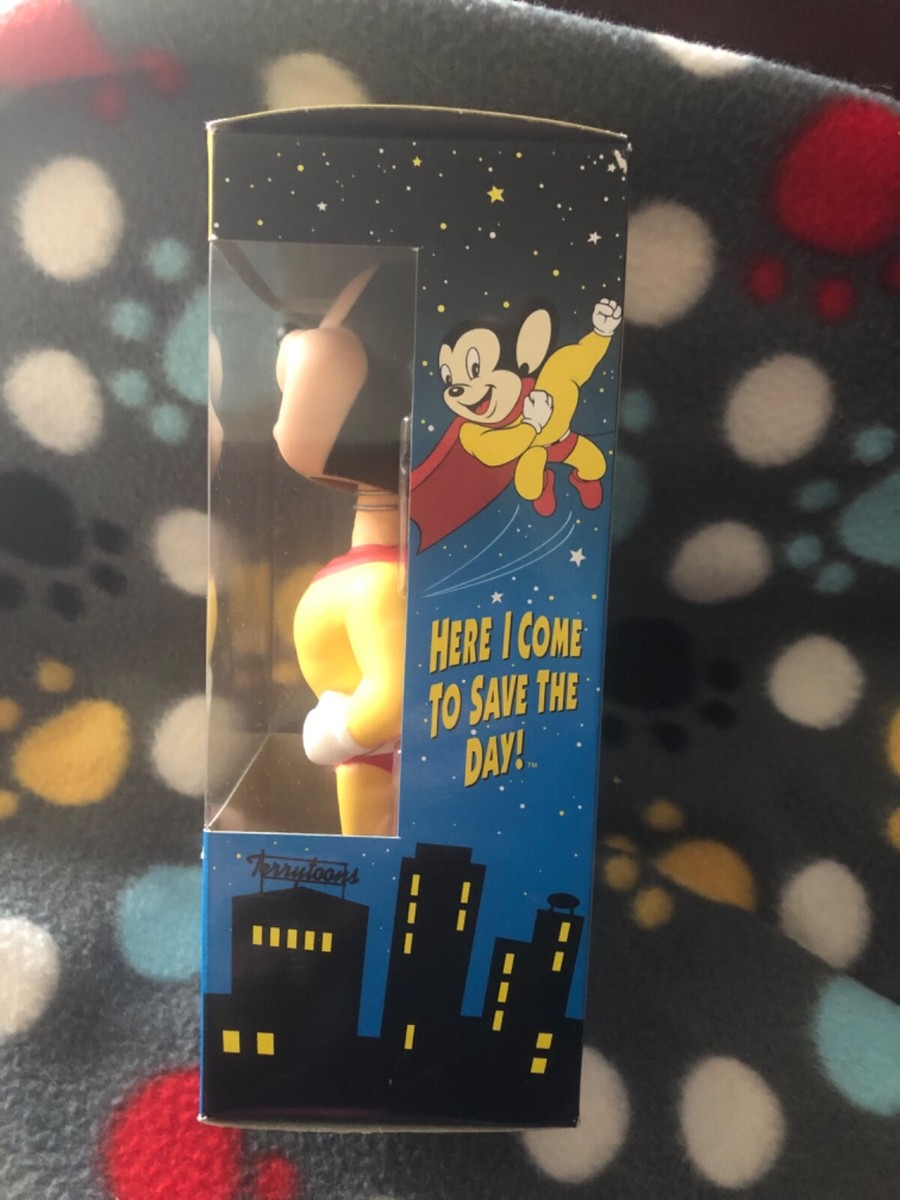 HERE I COME
TO SAVE THE
DAY!™
Terrytoons